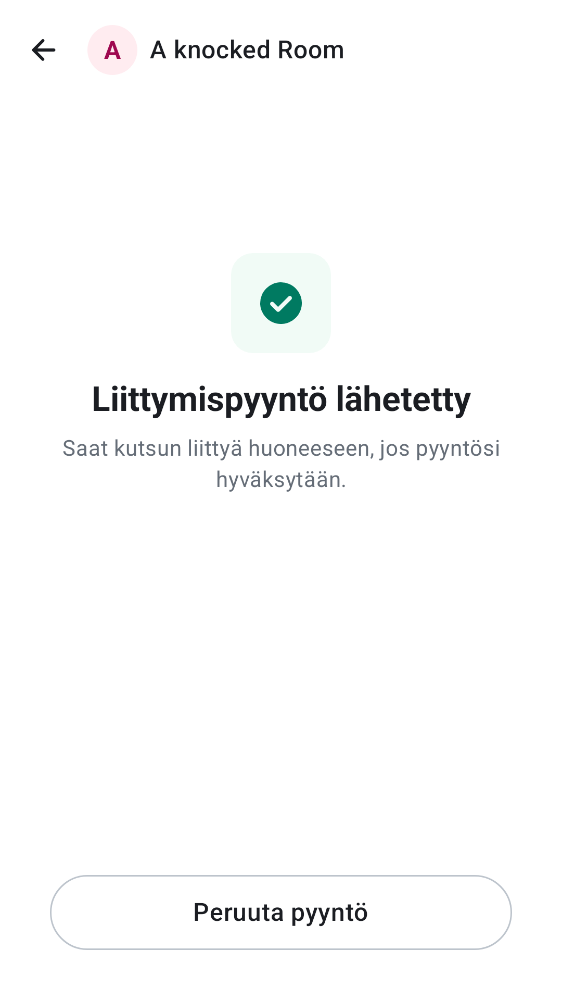 A A knocked Room
Liittymispyyntö lähetetty
Saat kutsun liittyä huoneeseen, jos pyyntösi
hyväksytään.
Peruuta pyyntö